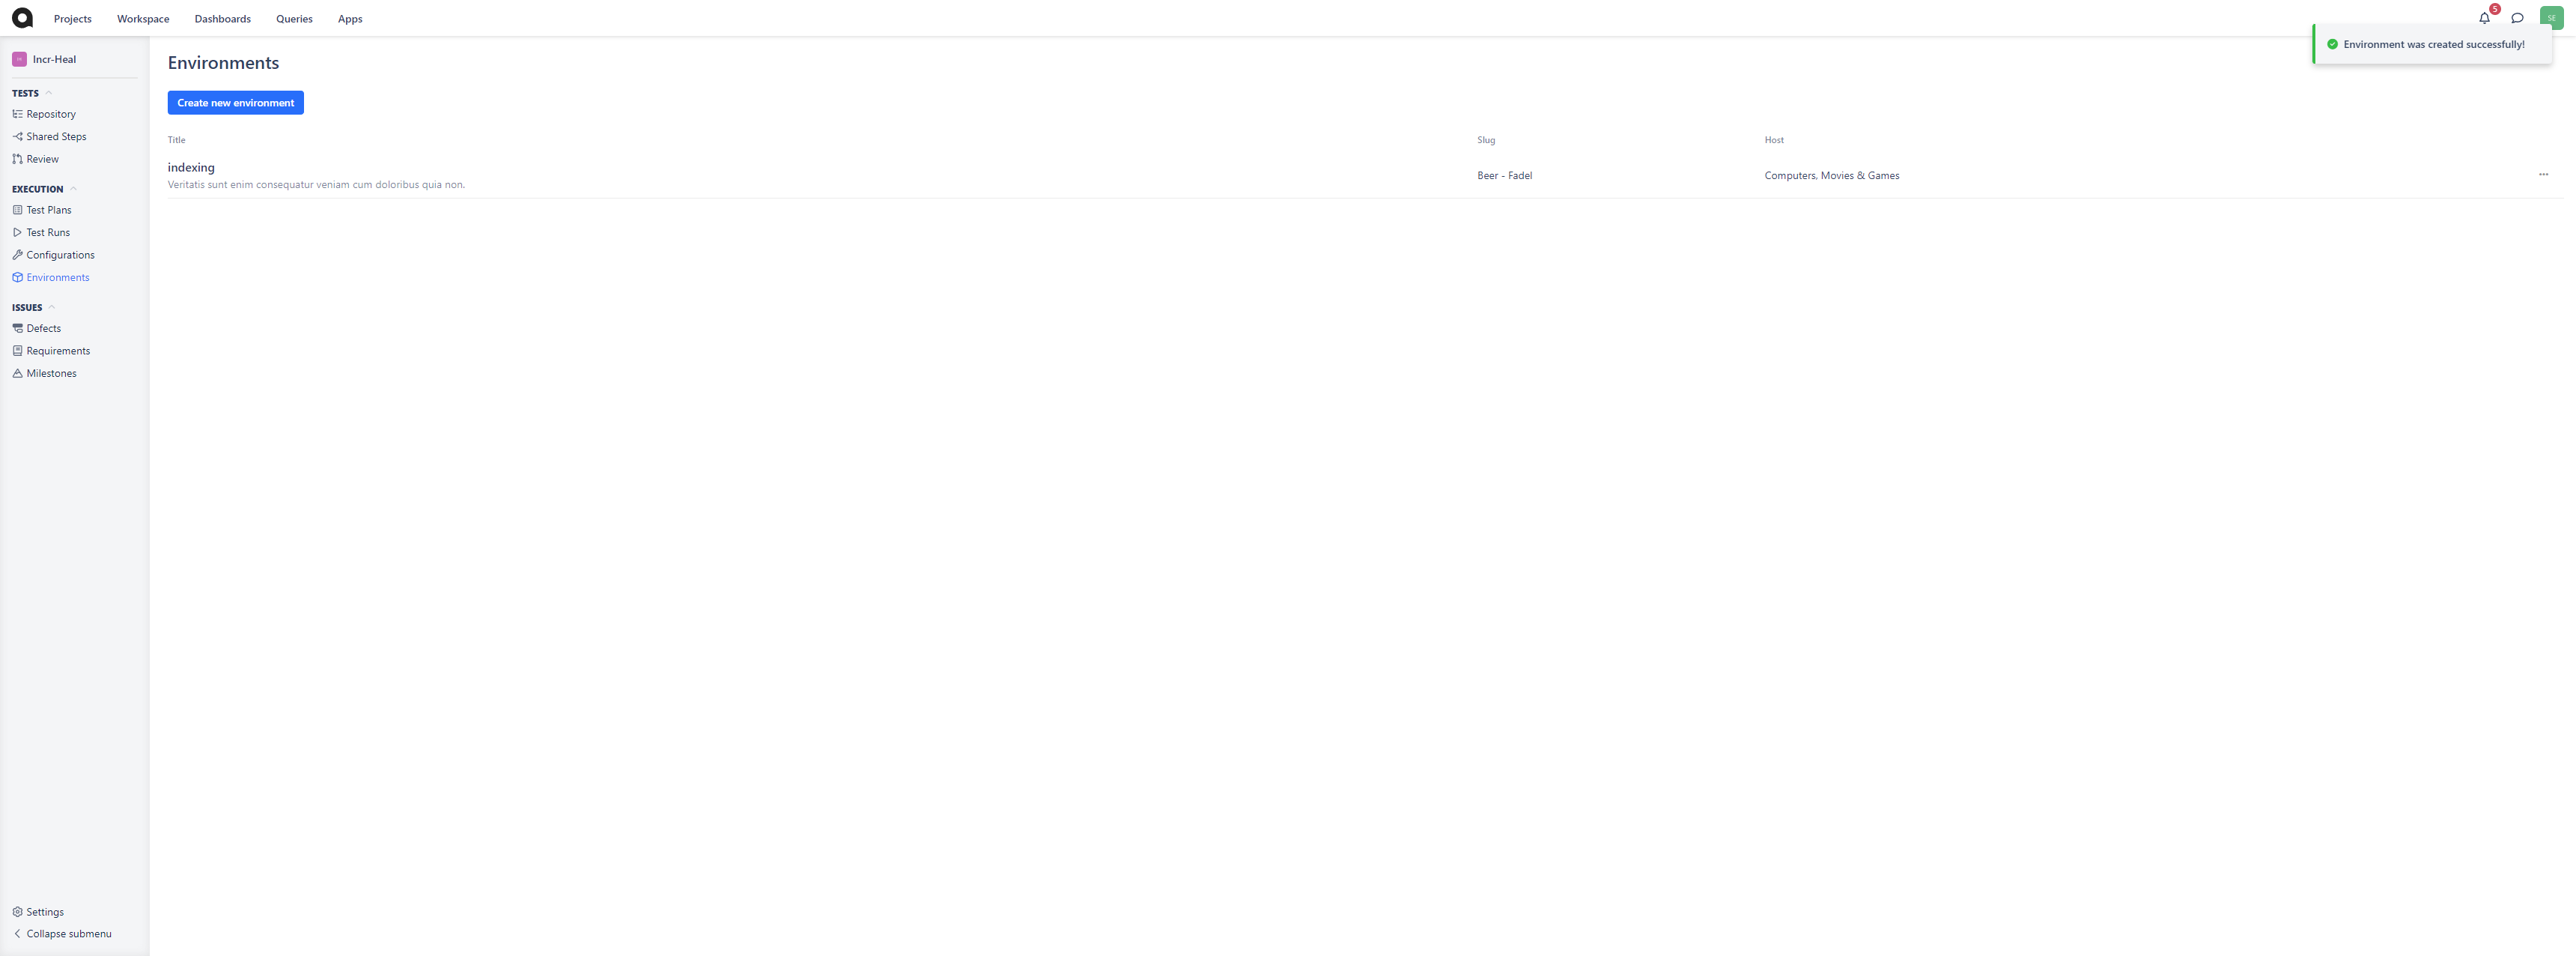 Projects Workspace Dashboards Queries Apps 5 SE
Environment was created successfully!
Incr-Heal
TESTS
Repository
Shared Steps
Review
EXECUTION
Test Plans
Test Runs
Configurations
Environments
ISSUES
Defects
Requirements
Milestones
Settings
Collapse submenu
Environments
Create new environment
Title Slug Host
indexing
Veritatis sunt enim consequatur veniam cum doloribus quia non.
Beer - Fadel
Computers, Movies & Games